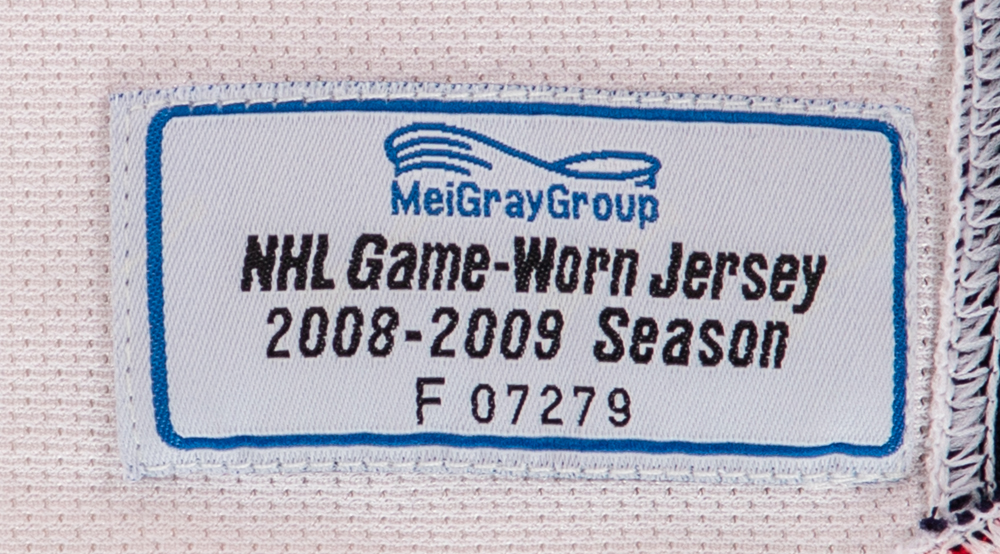 MeiGrayGroup
NHL Game-Worn Jersey
2008-2009 Season
F 07279